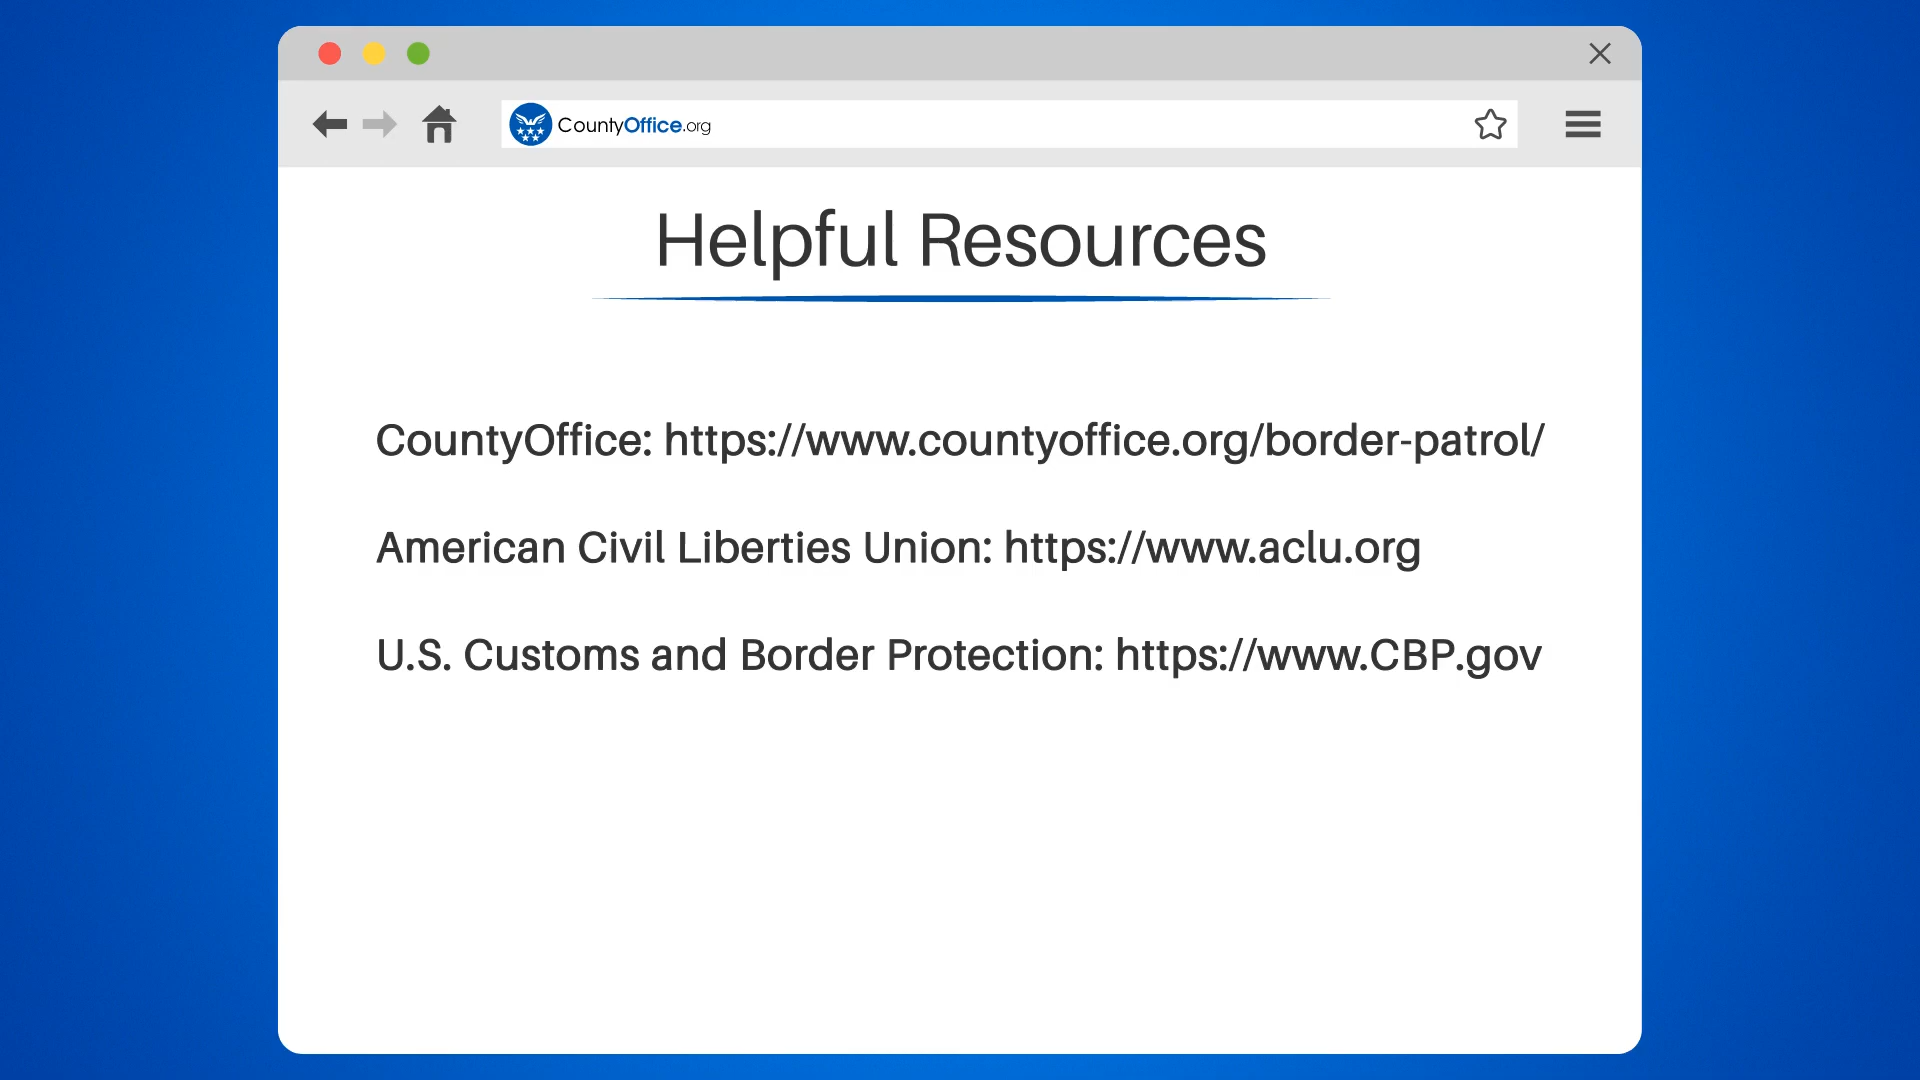 CountyOffice.org
Helpful Resources
CountyOffice: https://www.countyoffice.org/border-patrol/
American Civil Liberties Union: https://www.aclu.org
U.S. Customs and Border Protection: https://www.CBP.gov